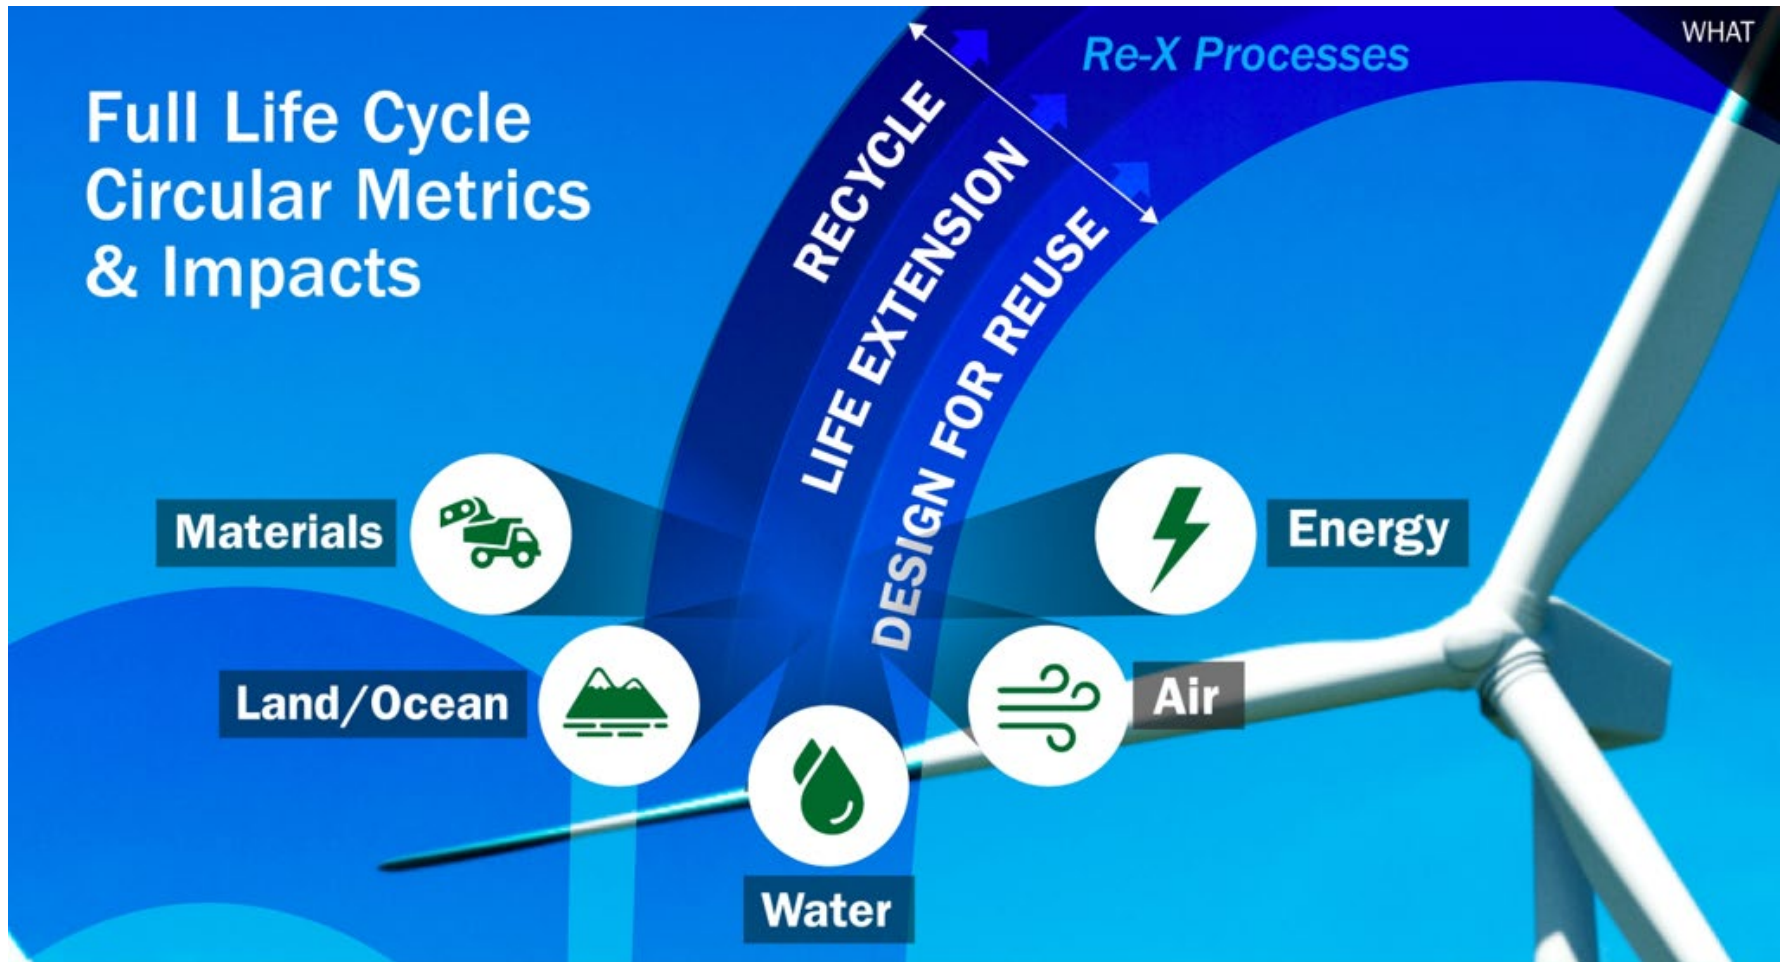 WHAT
Full Life Cycle
Circular Metrics
& Impacts
Re-X Processes
RECYCLE
LIFE EXTENSION
DESIGN FOR REUSE
Materials
Energy
Land/Ocean
Air
Water